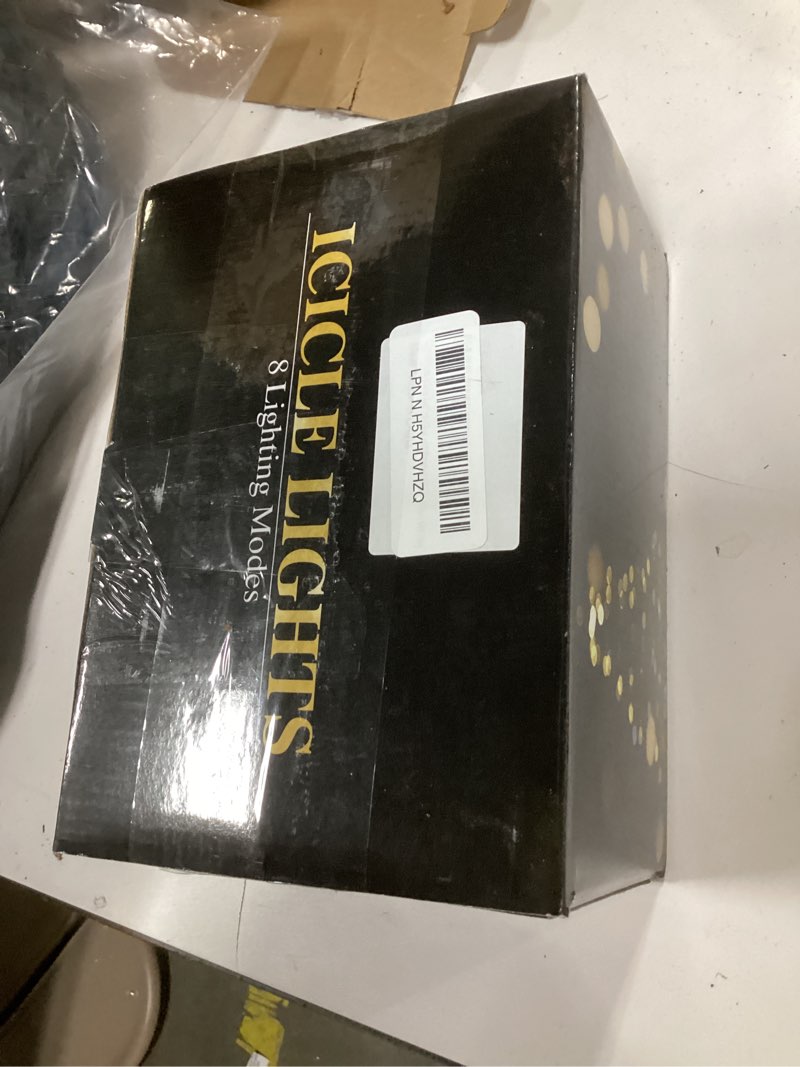 ICICLE LIGHTS
8 Lighting Modes
LPN N H5YHDVHZQ